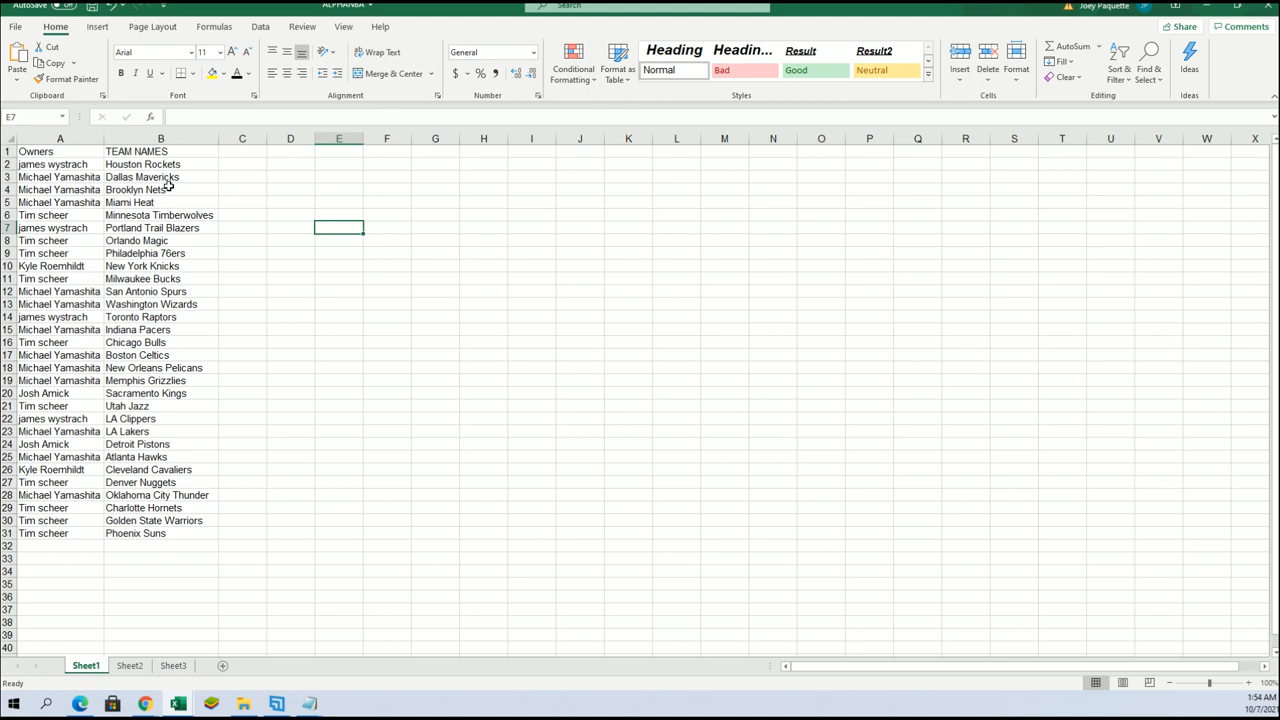 AutoSave Off ALPHANBA Search Joey Paquette
File Home Insert Page Layout Formulas Data Review View Help Share Comments
Cut Arial 11 Wrap Text General Heading Headin... Result Result2 AutoSum
Paste Copy Format Painter Merge & Center Conditional Formatting Format as Table Normal Bad Good Neutral Insert Delete Format Fill Clear Sort & Filter Find & Select Ideas
Clipboard Font Alignment Number Styles Cells Editing Ideas
E7 fx
A B C D E F G H I J K L M N O P Q R S T U V W X
1 Owners TEAM NAMES
2 james wystrach Houston Rockets
3 Michael Yamashita Dallas Mavericks
4 Michael Yamashita Brooklyn Nets
5 Michael Yamashita Miami Heat
6 Tim scheer Minnesota Timberwolves
7 james wystrach Portland Trail Blazers
8 Tim scheer Orlando Magic
9 Tim scheer Philadelphia 76ers
10 Kyle Roemhildt New York Knicks
11 Tim scheer Milwaukee Bucks
12 Michael Yamashita San Antonio Spurs
13 Michael Yamashita Washington Wizards
14 james wystrach Toronto Raptors
15 Michael Yamashita Indiana Pacers
16 Tim scheer Chicago Bulls
17 Michael Yamashita Boston Celtics
18 Michael Yamashita New Orleans Pelicans
19 Michael Yamashita Memphis Grizzlies
20 Josh Amick Sacramento Kings
21 Tim scheer Utah Jazz
22 james wystrach LA Clippers
23 Michael Yamashita LA Lakers
24 Josh Amick Detroit Pistons
25 Michael Yamashita Atlanta Hawks
26 Kyle Roemhildt Cleveland Cavaliers
27 Tim scheer Denver Nuggets
28 Michael Yamashita Oklahoma City Thunder
29 Tim scheer Charlotte Hornets
30 Tim scheer Golden State Warriors
31 Tim scheer Phoenix Suns
32
33
34
35
36
37
38
39
40
Sheet1 Sheet2 Sheet3
Ready 100%
1:54 AM
10/7/2021